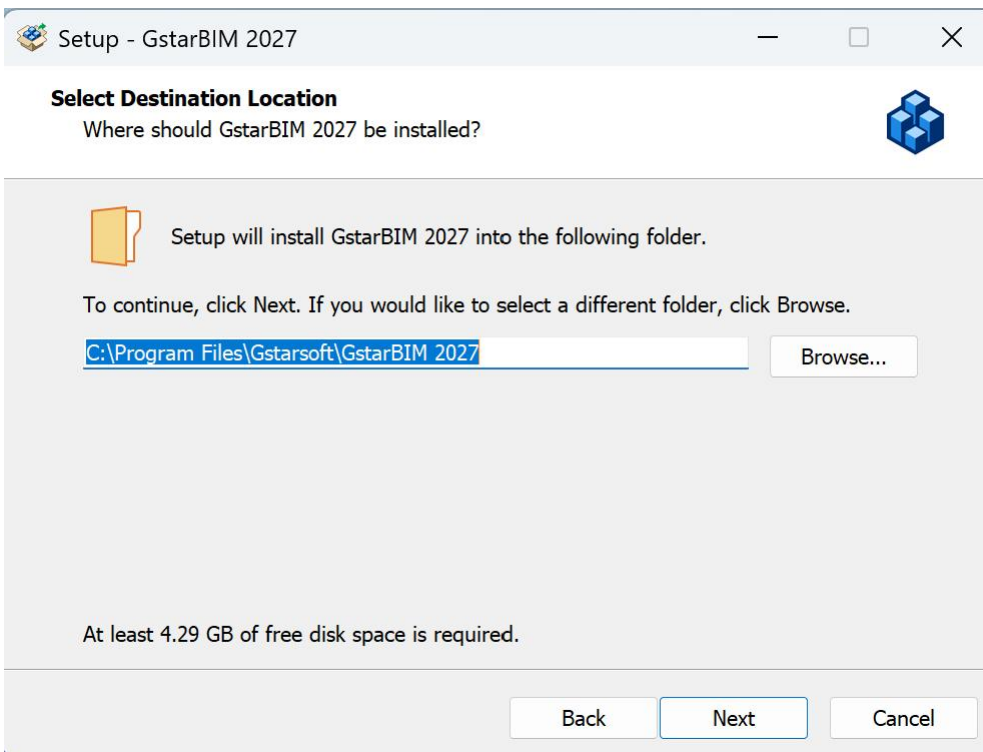 Setup - GstarBIM 2027
Select Destination Location
Where should GstarBIM 2027 be installed?
Setup will install GstarBIM 2027 into the following folder.
To continue, click Next. If you would like to select a different folder, click Browse.
C:\Program Files\Gstarsoft\GstarBIM 2027
Browse...
At least 4.29 GB of free disk space is required.
Back
Next
Cancel